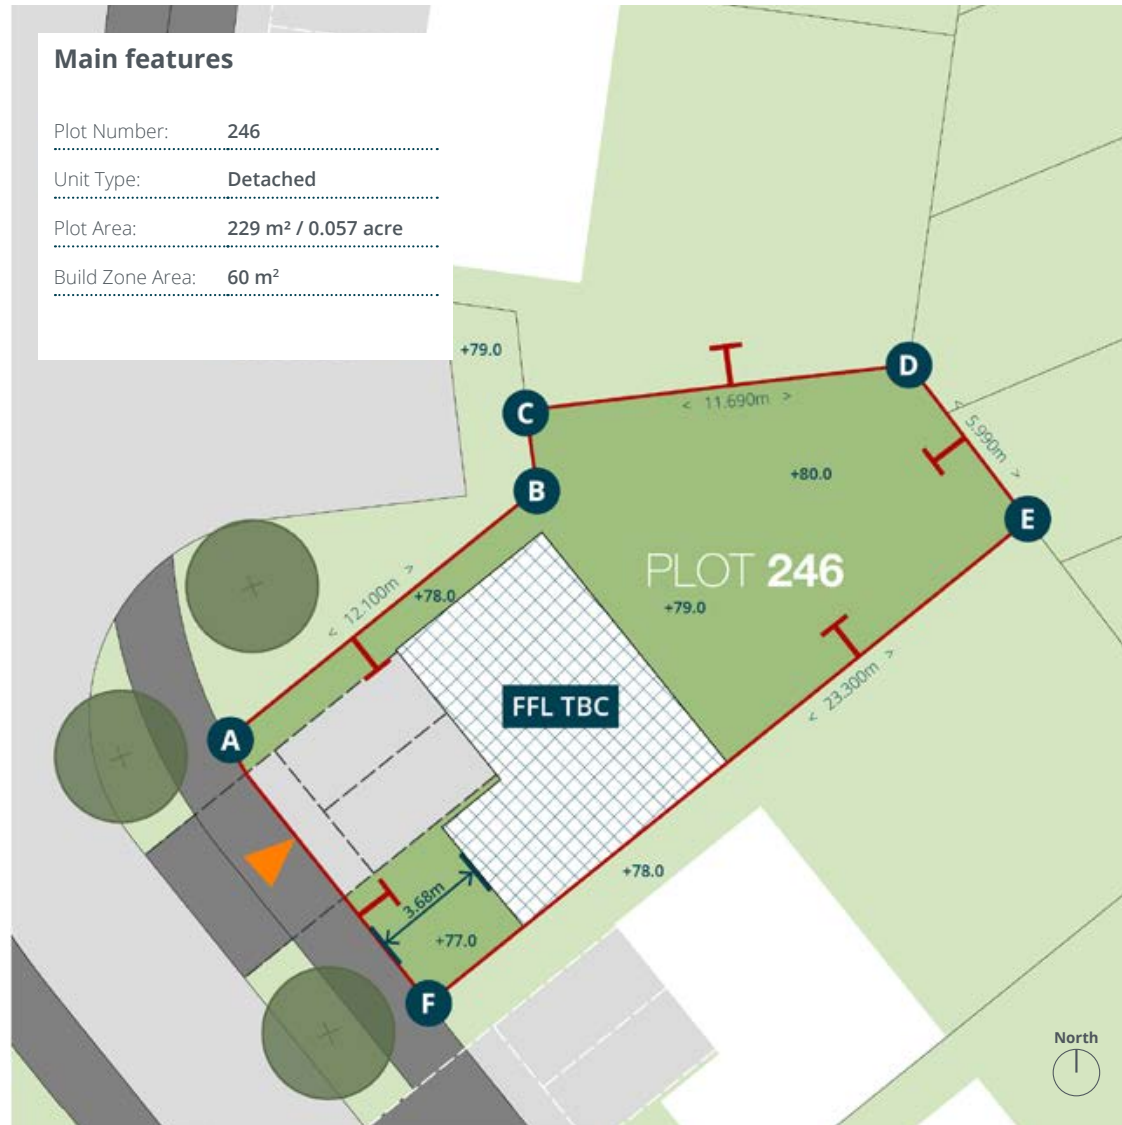 Main features
Plot Number: 246
Unit Type: Detached
Plot Area: 229 m² / 0.057 acre
Build Zone Area: 60 m²
+79.0
C
D
< 11.690m >
< 5.990m >
B
+80.0
E
PLOT 246
< 12.100m >
+78.0
+79.0
FFL TBC
< 23.300m >
A
+78.0
3.68m
+77.0
F
North